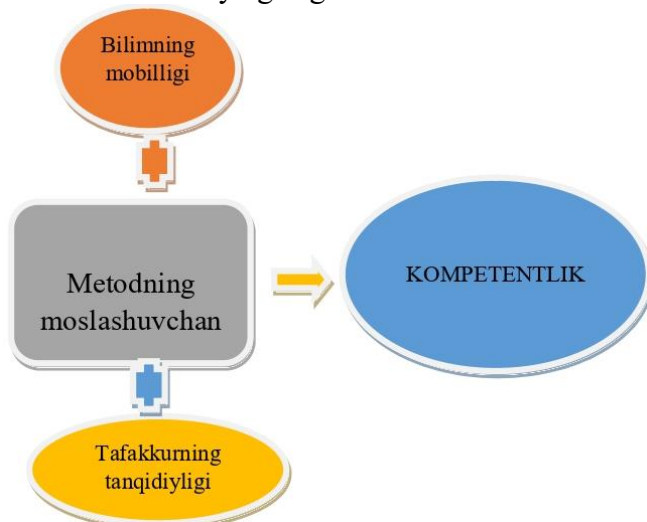 Bilimning
mobilligi
Metodning
moslashuvchan
KOMPETENTLIK
Tafakkurning
tanqidiyligi